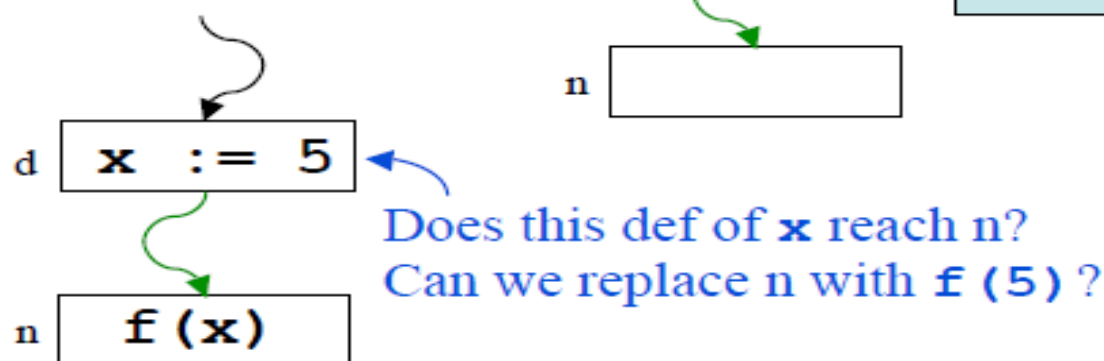 n
d
x := 5
Does this def of x reach n?
Can we replace n with f(5)?
n
f(x)